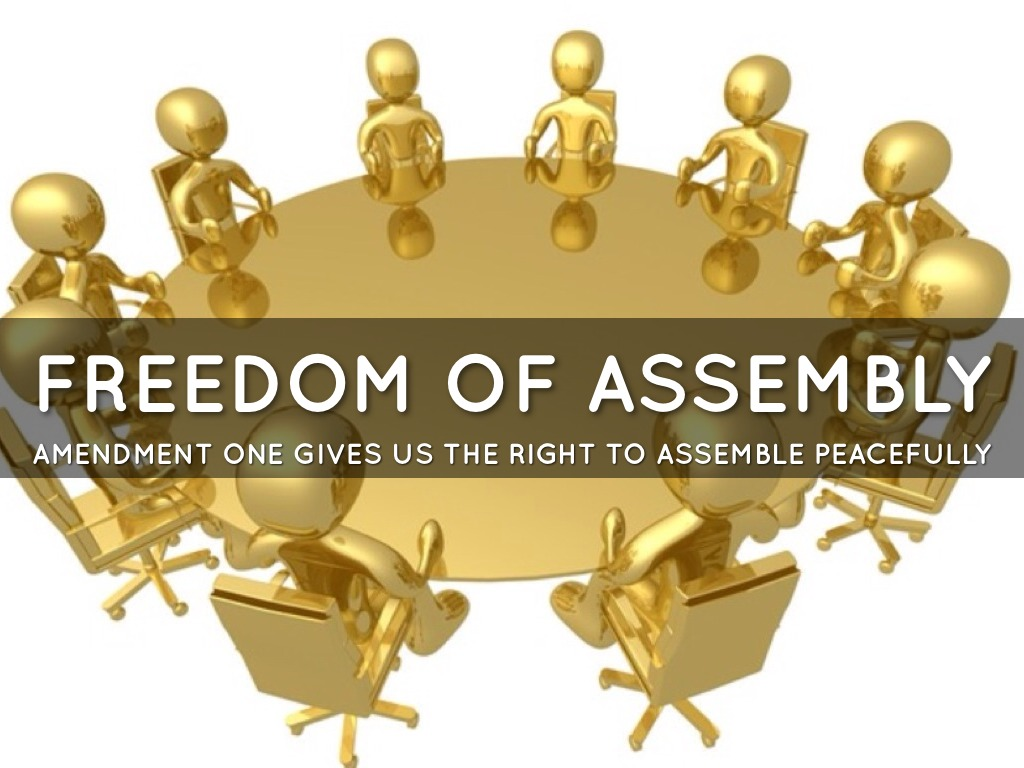 FREEDOM OF ASSEMBLY
AMENDMENT ONE GIVES US THE RIGHT TO ASSEMBLE PEACEFULLY